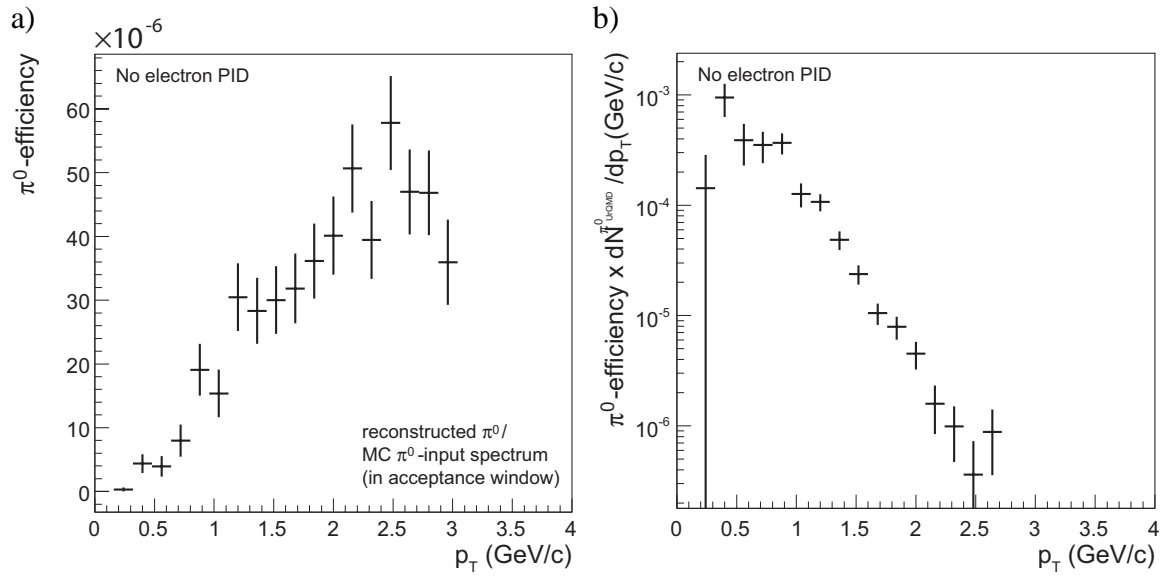 a)
×10⁻⁶
π⁰-efficiency
60
50
40
30
20
10
0
No electron PID
reconstructed π⁰/
MC π⁰-input spectrum
(in acceptance window)
0 0.5 1 1.5 2 2.5 3 3.5 4
p_T (GeV/c)
b)
π⁰-efficiency x dN^π⁰_UrQMD/dp_T(GeV/c)
10⁻³
10⁻⁴
10⁻⁵
10⁻⁶
No electron PID
0 0.5 1 1.5 2 2.5 3 3.5 4
p_T (GeV/c)